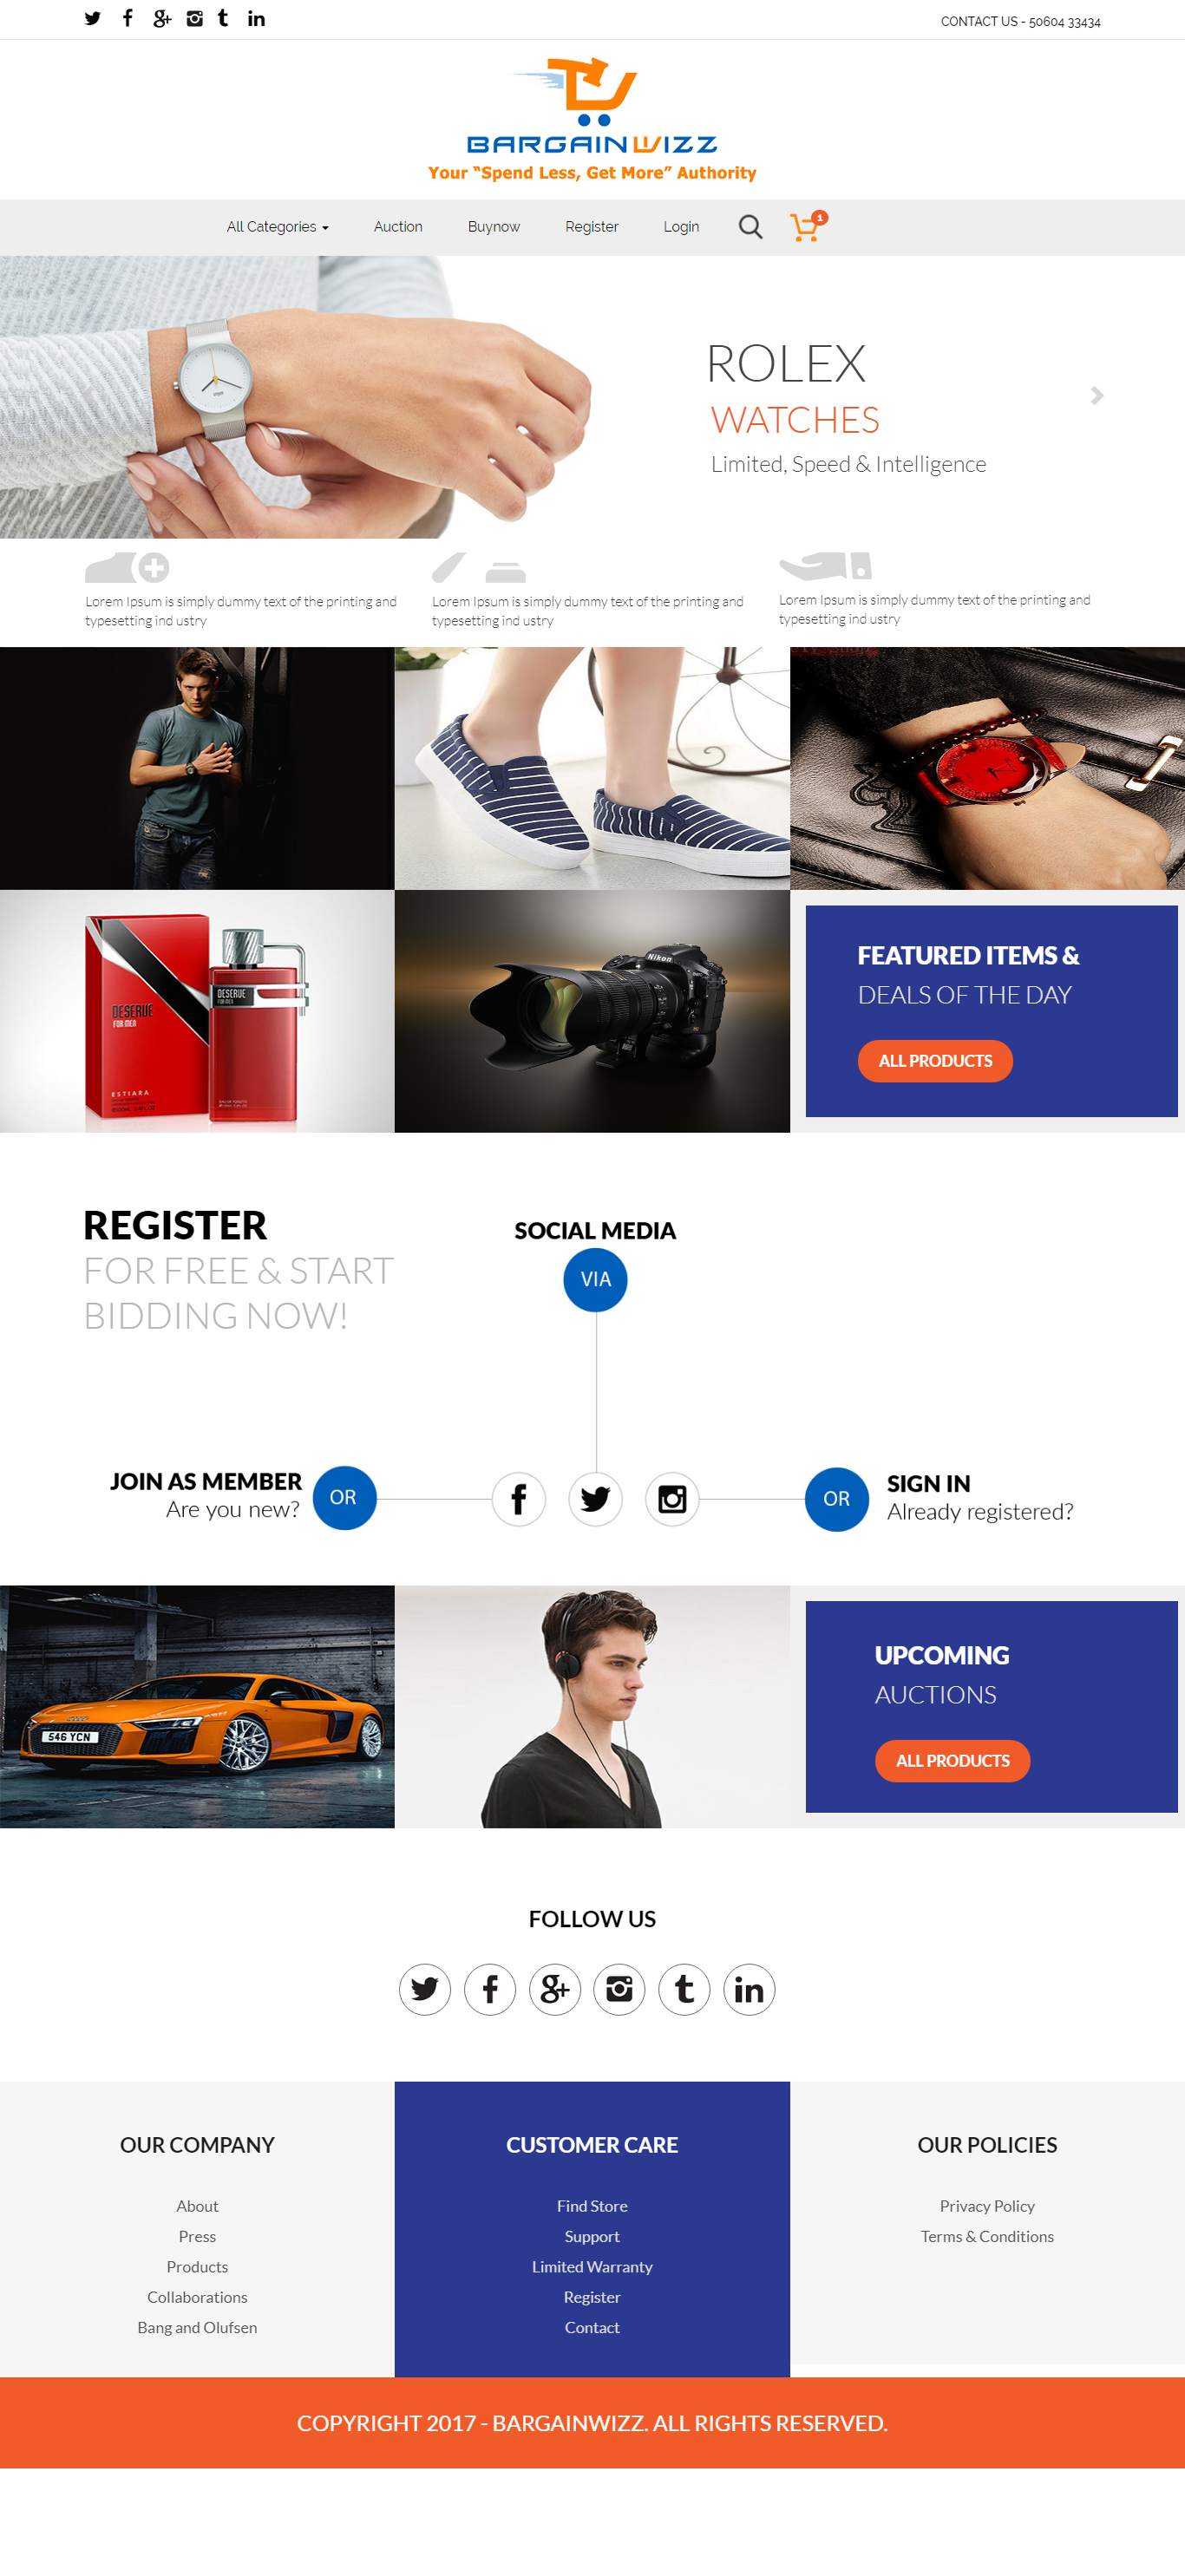 CONTACT US - 50604 33434
BARGAINWIZZ
Your “Spend Less, Get More” Authority
All Categories
Auction
Buynow
Register
Login
1
ROLEX
WATCHES
Limited, Speed & Intelligence
Lorem Ipsum is simply dummy text of the printing and
typesetting ind ustry
Lorem Ipsum is simply dummy text of the printing and
typesetting ind ustry
Lorem Ipsum is simply dummy text of the printing and
typesetting ind ustry
DESERVE
FOR MEN
ESTIARA
DESERVE
FOR MEN
Nikon
FEATURED ITEMS &
DEALS OF THE DAY
ALL PRODUCTS
REGISTER
FOR FREE & START
BIDDING NOW!
SOCIAL MEDIA
VIA
JOIN AS MEMBER
Are you new?
OR
OR
SIGN IN
Already registered?
546 YCN
UPCOMING
AUCTIONS
ALL PRODUCTS
FOLLOW US
OUR COMPANY
About
Press
Products
Collaborations
Bang and Olufsen
CUSTOMER CARE
Find Store
Support
Limited Warranty
Register
Contact
OUR POLICIES
Privacy Policy
Terms & Conditions
COPYRIGHT 2017 - BARGAINWIZZ. ALL RIGHTS RESERVED.